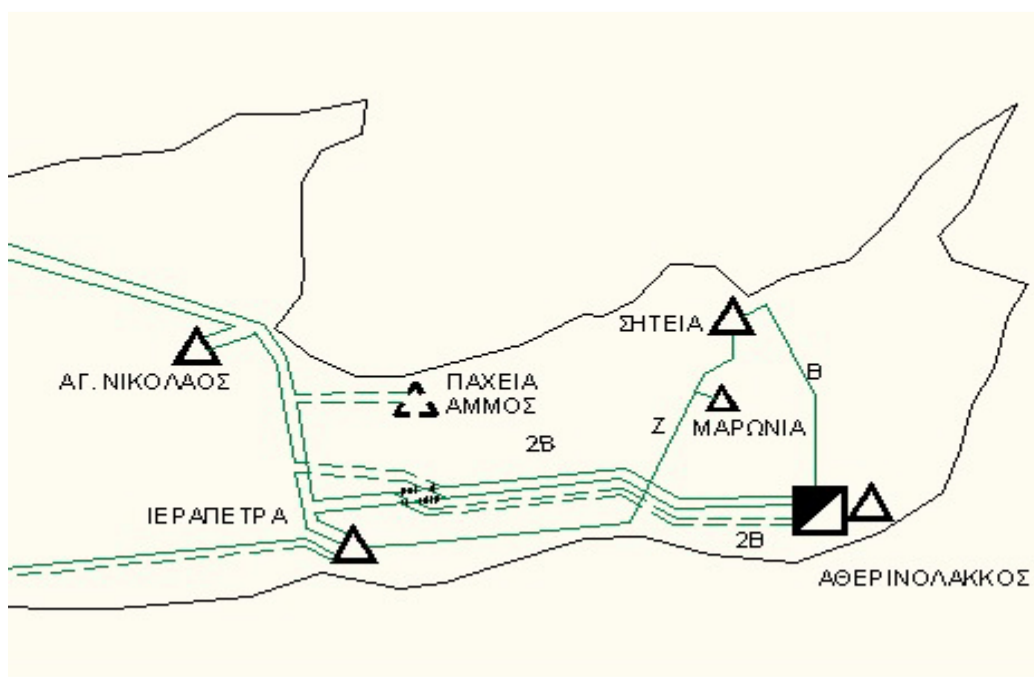 ΣΗΤΕΙΑ
ΑΓ. ΝΙΚΟΛΑΟΣ
ΠΑΧΕΙΑ
ΑΜΜΟΣ
Β
Ζ
ΜΑΡΩΝΙΑ
2Β
ΙΕΡΑΠΕΤΡΑ
2Β
ΑΘΕΡΙΝΟΛΑΚΚΟΣ